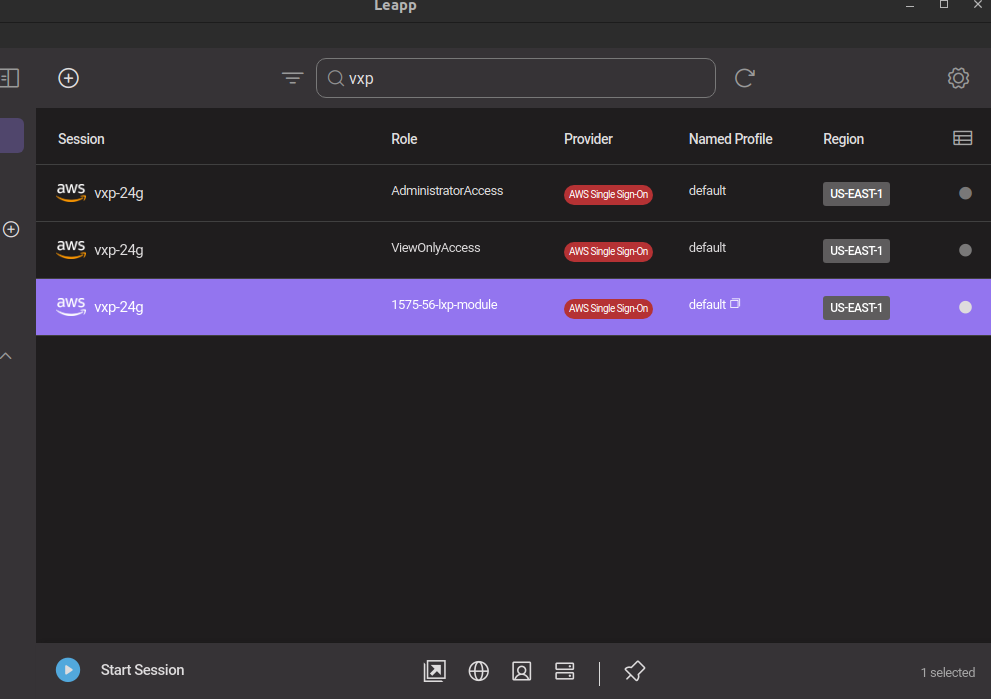 Leapp
vxp
Session Role Provider Named Profile Region
aws vxp-24g AdministratorAccess AWS Single Sign-On default US-EAST-1
aws vxp-24g ViewOnlyAccess AWS Single Sign-On default US-EAST-1
aws vxp-24g 1575-56-lxp-module AWS Single Sign-On default US-EAST-1
Start Session 1 selected